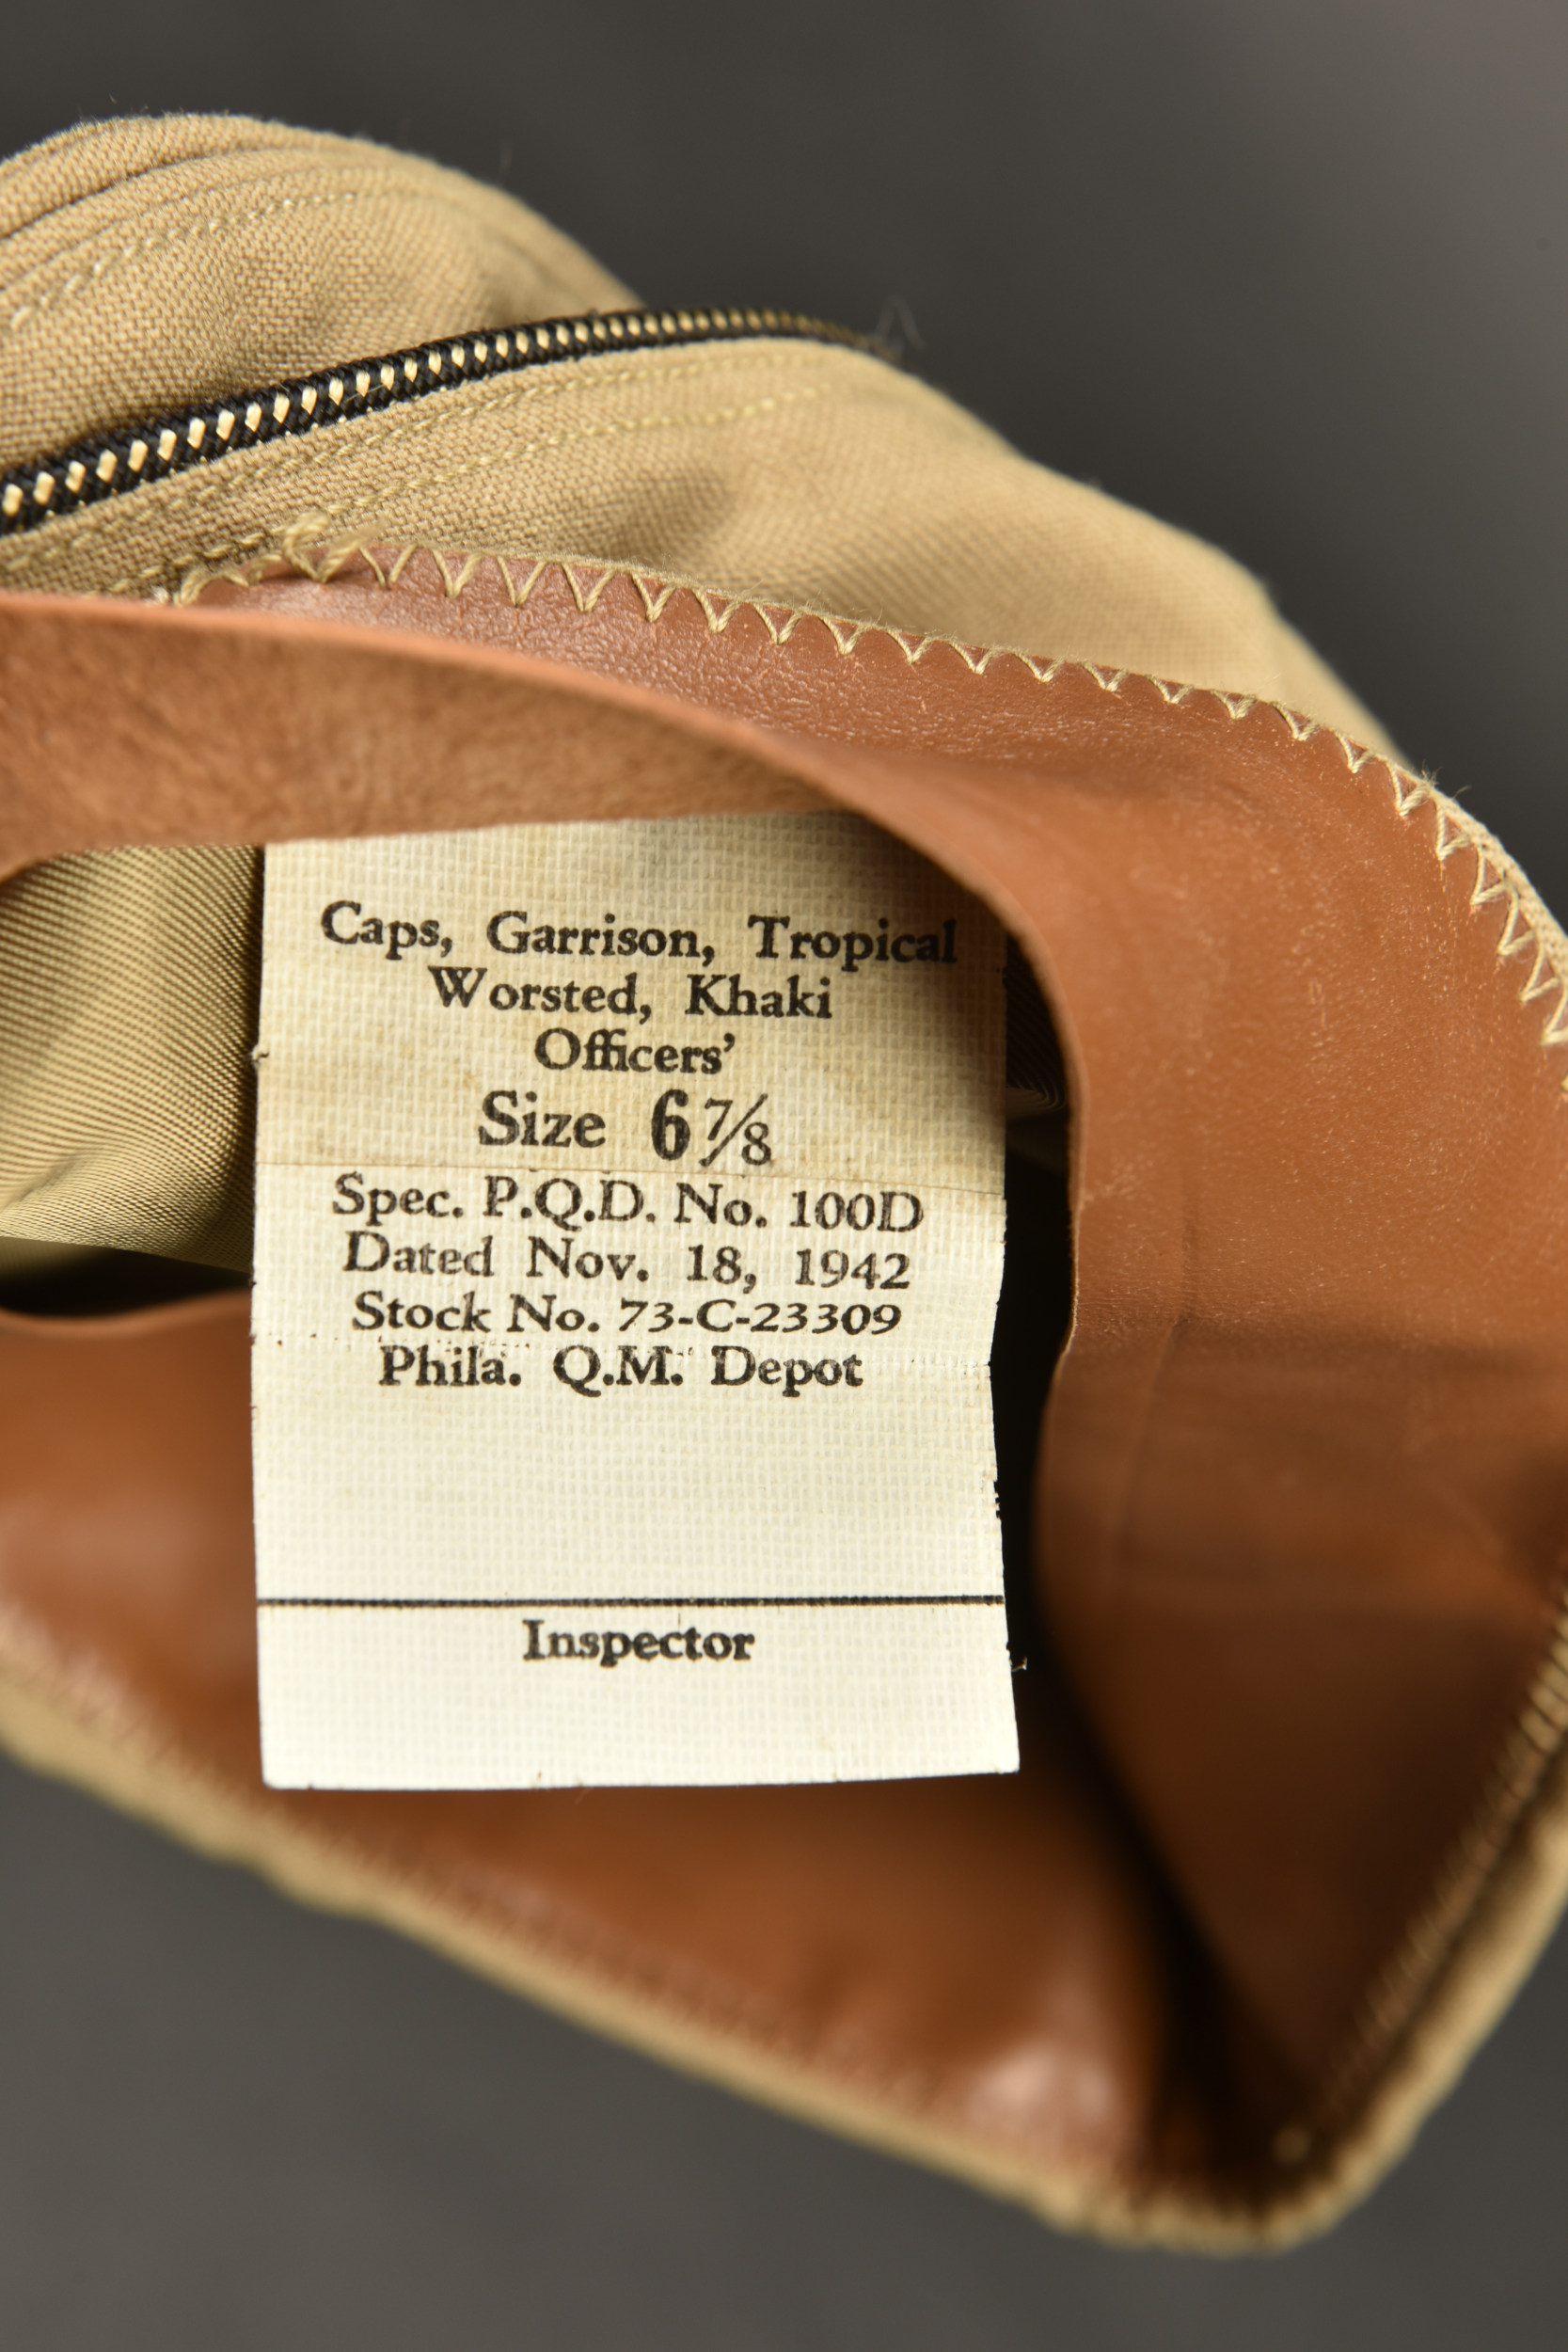 Caps, Garrison, Tropical
Worsted, Khaki
Officers’
Size 6⅞
Spec. P.Q.D. No. 100D
Dated Nov. 18, 1942
Stock No. 73-C-23309
Phila. Q.M. Depot
Inspector